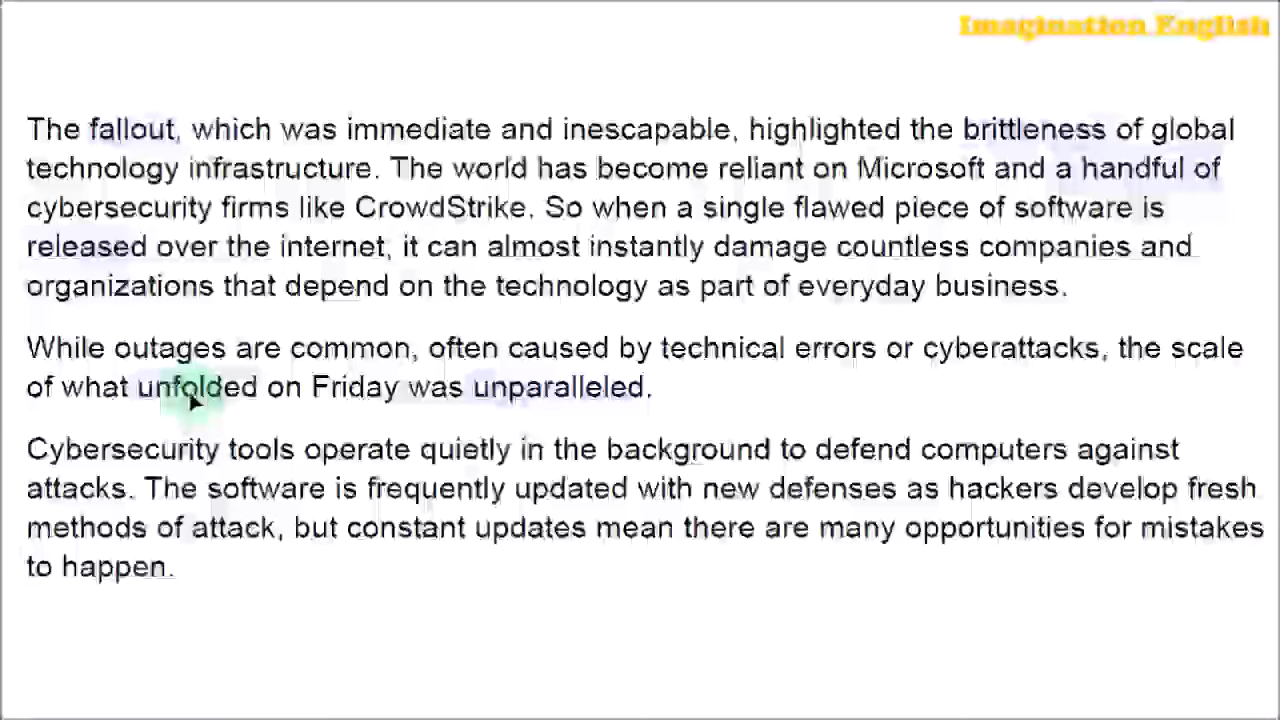 Imagination English
The fallout, which was immediate and inescapable, highlighted the brittleness of global
technology infrastructure. The world has become reliant on Microsoft and a handful of
cybersecurity firms like CrowdStrike. So when a single flawed piece of software is
released over the internet, it can almost instantly damage countless companies and
organizations that depend on the technology as part of everyday business.
While outages are common, often caused by technical errors or cyberattacks, the scale
of what unfolded on Friday was unparalleled.
Cybersecurity tools operate quietly in the background to defend computers against
attacks. The software is frequently updated with new defenses as hackers develop fresh
methods of attack, but constant updates mean there are many opportunities for mistakes
to happen.